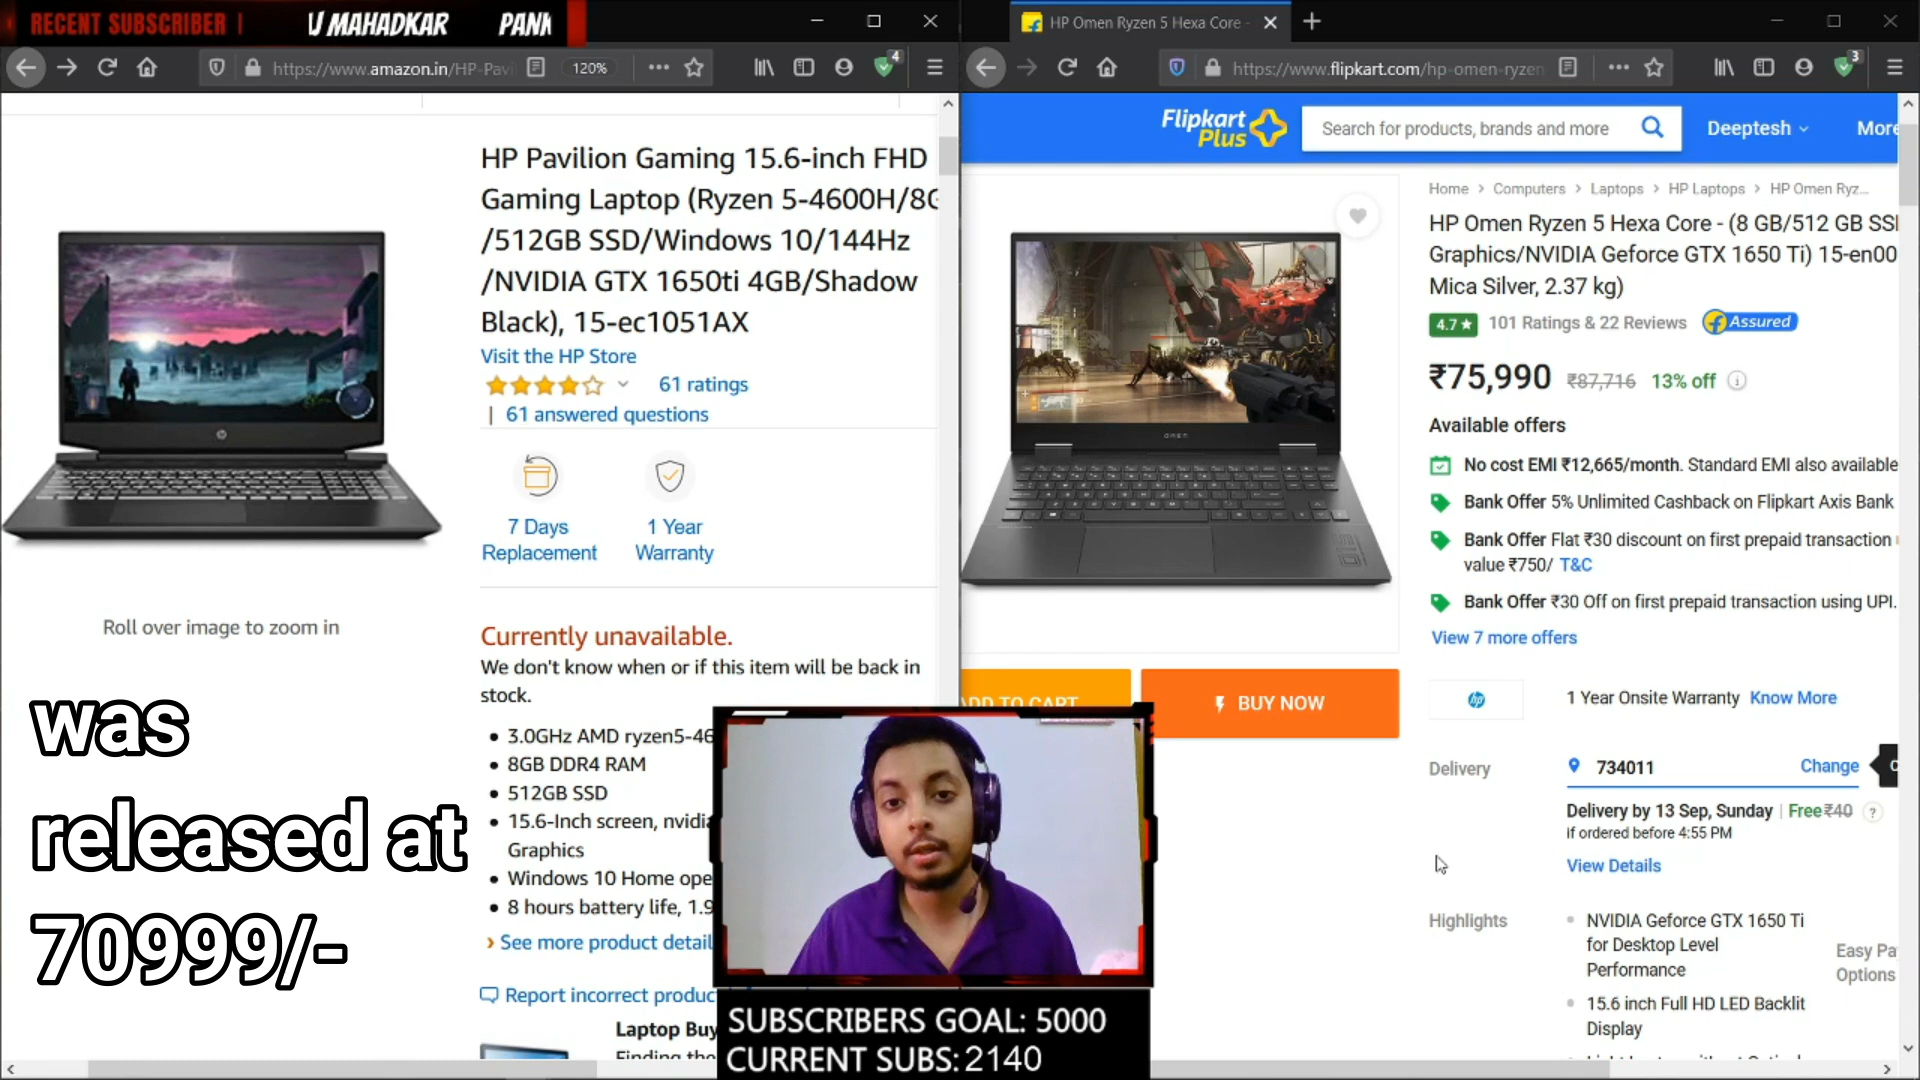 RECENT SUBSCRIBER |
U MAHADKAR
PANK
https://www.amazon.in/HP-Pavi
120%
4
HP Pavilion Gaming 15.6-inch FHD
Gaming Laptop (Ryzen 5-4600H/8G
/512GB SSD/Windows 10/144Hz
/NVIDIA GTX 1650ti 4GB/Shadow
Black), 15-ec1051AX
Visit the HP Store
61 ratings
| 61 answered questions
7 Days
Replacement
1 Year
Warranty
Roll over image to zoom in
Currently unavailable.
We don't know when or if this item will be back in
stock.
3.0GHz AMD ryzen5-46
8GB DDR4 RAM
512GB SSD
15.6-Inch screen, nvidia
Graphics
Windows 10 Home ope
8 hours battery life, 1.9
› See more product detail
Report incorrect product
Laptop Buy
Finding the
was
released at
70999/-
HP Omen Ryzen 5 Hexa Core -
https://www.flipkart.com/hp-omen-ryzen
3
Flipkart
Plus
Search for products, brands and more
Deeptesh
More
Home > Computers > Laptops > HP Laptops > HP Omen Ryz...
HP Omen Ryzen 5 Hexa Core - (8 GB/512 GB SSI
Graphics/NVIDIA Geforce GTX 1650 Ti) 15-en00
Mica Silver, 2.37 kg)
4.7★ 101 Ratings & 22 Reviews Assured
₹75,990 ₹87,716 13% off
Available offers
No cost EMI ₹12,665/month. Standard EMI also available
Bank Offer 5% Unlimited Cashback on Flipkart Axis Bank
Bank Offer Flat ₹30 discount on first prepaid transaction
value ₹750/ T&C
Bank Offer ₹30 Off on first prepaid transaction using UPI.
View 7 more offers
OMEN
ADD TO CART
BUY NOW
hp
1 Year Onsite Warranty Know More
Delivery
734011
Change
Delivery by 13 Sep, Sunday | Free ₹40 ?
If ordered before 4:55 PM
View Details
Highlights
NVIDIA Geforce GTX 1650 Ti
for Desktop Level
Performance
15.6 inch Full HD LED Backlit
Display
Easy Pa
Options
SUBSCRIBERS GOAL: 5000
CURRENT SUBS: 2140